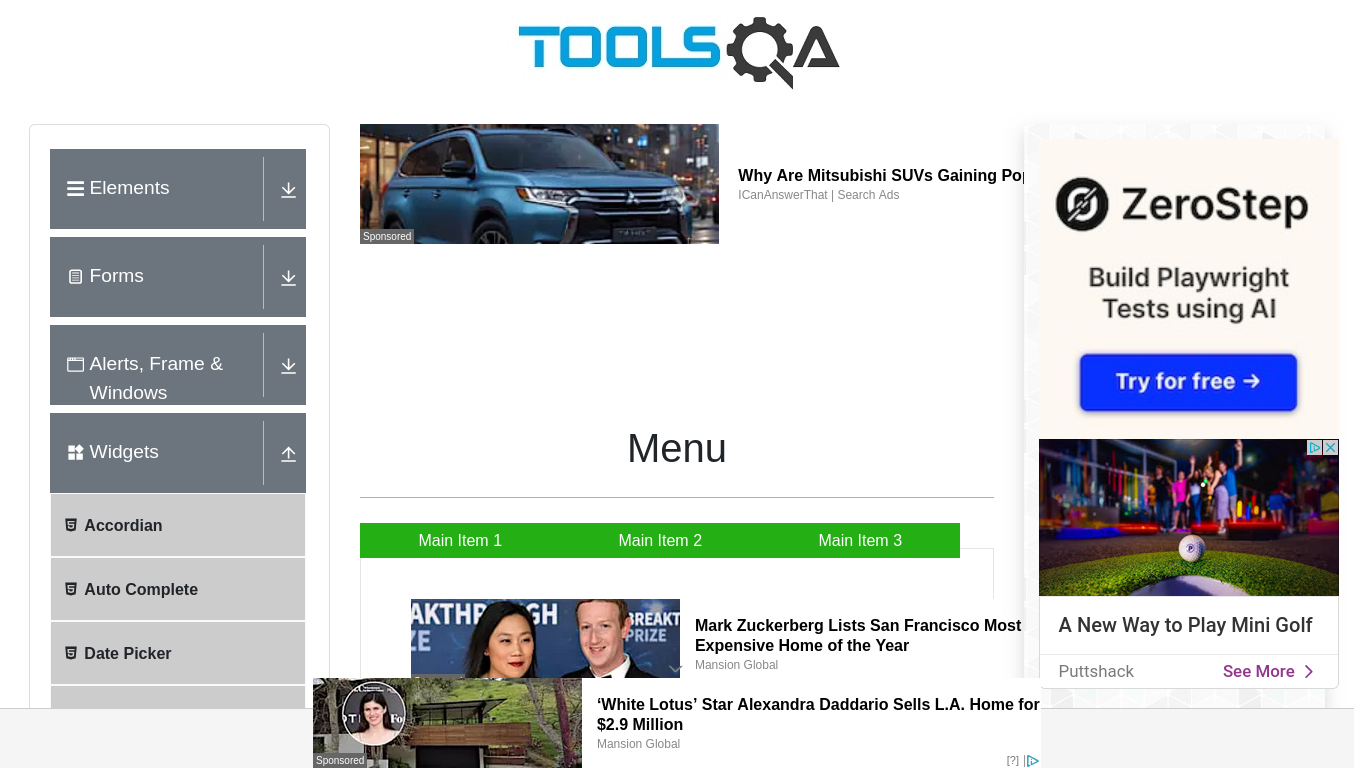 TOOLSQA
Elements
Forms
Alerts, Frame &
Windows
Widgets
Accordian
Auto Complete
Date Picker
Sponsored
Why Are Mitsubishi SUVs Gaining Pop
ICanAnswerThat | Search Ads
Menu
Main Item 1
Main Item 2
Main Item 3
Mark Zuckerberg Lists San Francisco Most
Expensive Home of the Year
Mansion Global
Sponsored
‘White Lotus’ Star Alexandra Daddario Sells L.A. Home for
$2.9 Million
Mansion Global
[?] |
ZeroStep
Build Playwright
Tests using AI
Try for free →
A New Way to Play Mini Golf
Puttshack
See More